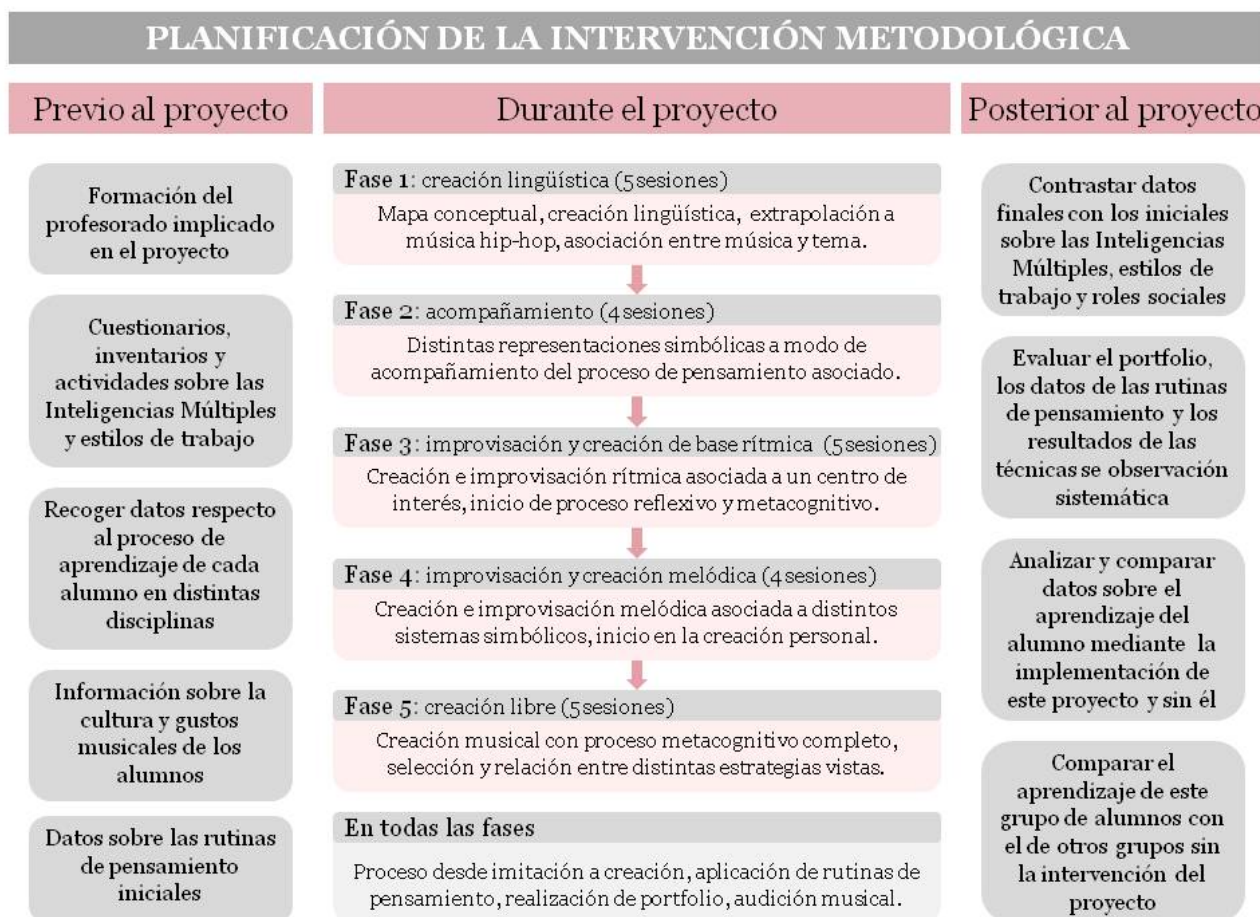 PLANIFICACIÓN DE LA INTERVENCIÓN METODOLÓGICA
Previo al proyecto
Formación del
profesorado implicado
en el proyecto
Cuestionarios,
inventarios y
actividades sobre las
Inteligencias Múltiples
y estilos de trabajo
Recoger datos respecto
al proceso de
aprendizaje de cada
alumno en distintas
disciplinas
Información sobre la
cultura y gustos
musicales de los
alumnos
Datos sobre las rutinas
de pensamiento
iniciales
Durante el proyecto
Fase 1: creación lingüística (5 sesiones)
Mapa conceptual, creación lingüística, extrapolación a
música hip-hop, asociación entre música y tema.
Fase 2: acompañamiento (4 sesiones)
Distintas representaciones simbólicas a modo de
acompañamiento del proceso de pensamiento asociado.
Fase 3: improvisación y creación de base rítmica (5 sesiones)
Creación e improvisación rítmica asociada a un centro de
interés, inicio de proceso reflexivo y metacognitivo.
Fase 4: improvisación y creación melódica (4 sesiones)
Creación e improvisación melódica asociada a distintos
sistemas simbólicos, inicio en la creación personal.
Fase 5: creación libre (5 sesiones)
Creación musical con proceso metacognitivo completo,
selección y relación entre distintas estrategias vistas.
En todas las fases
Proceso desde imitación a creación, aplicación de rutinas de
pensamiento, realización de portfolio, audición musical.
Posterior al proyecto
Contrastar datos
finales con los iniciales
sobre las Inteligencias
Múltiples, estilos de
trabajo y roles sociales
Evaluar el portfolio,
los datos de las rutinas
de pensamiento y los
resultados de las
técnicas se observación
sistemática
Analizar y comparar
datos sobre el
aprendizaje del
alumno mediante la
implementación de
este proyecto y sin él
Comparar el
aprendizaje de este
grupo de alumnos con
el de otros grupos sin
la intervención del
proyecto